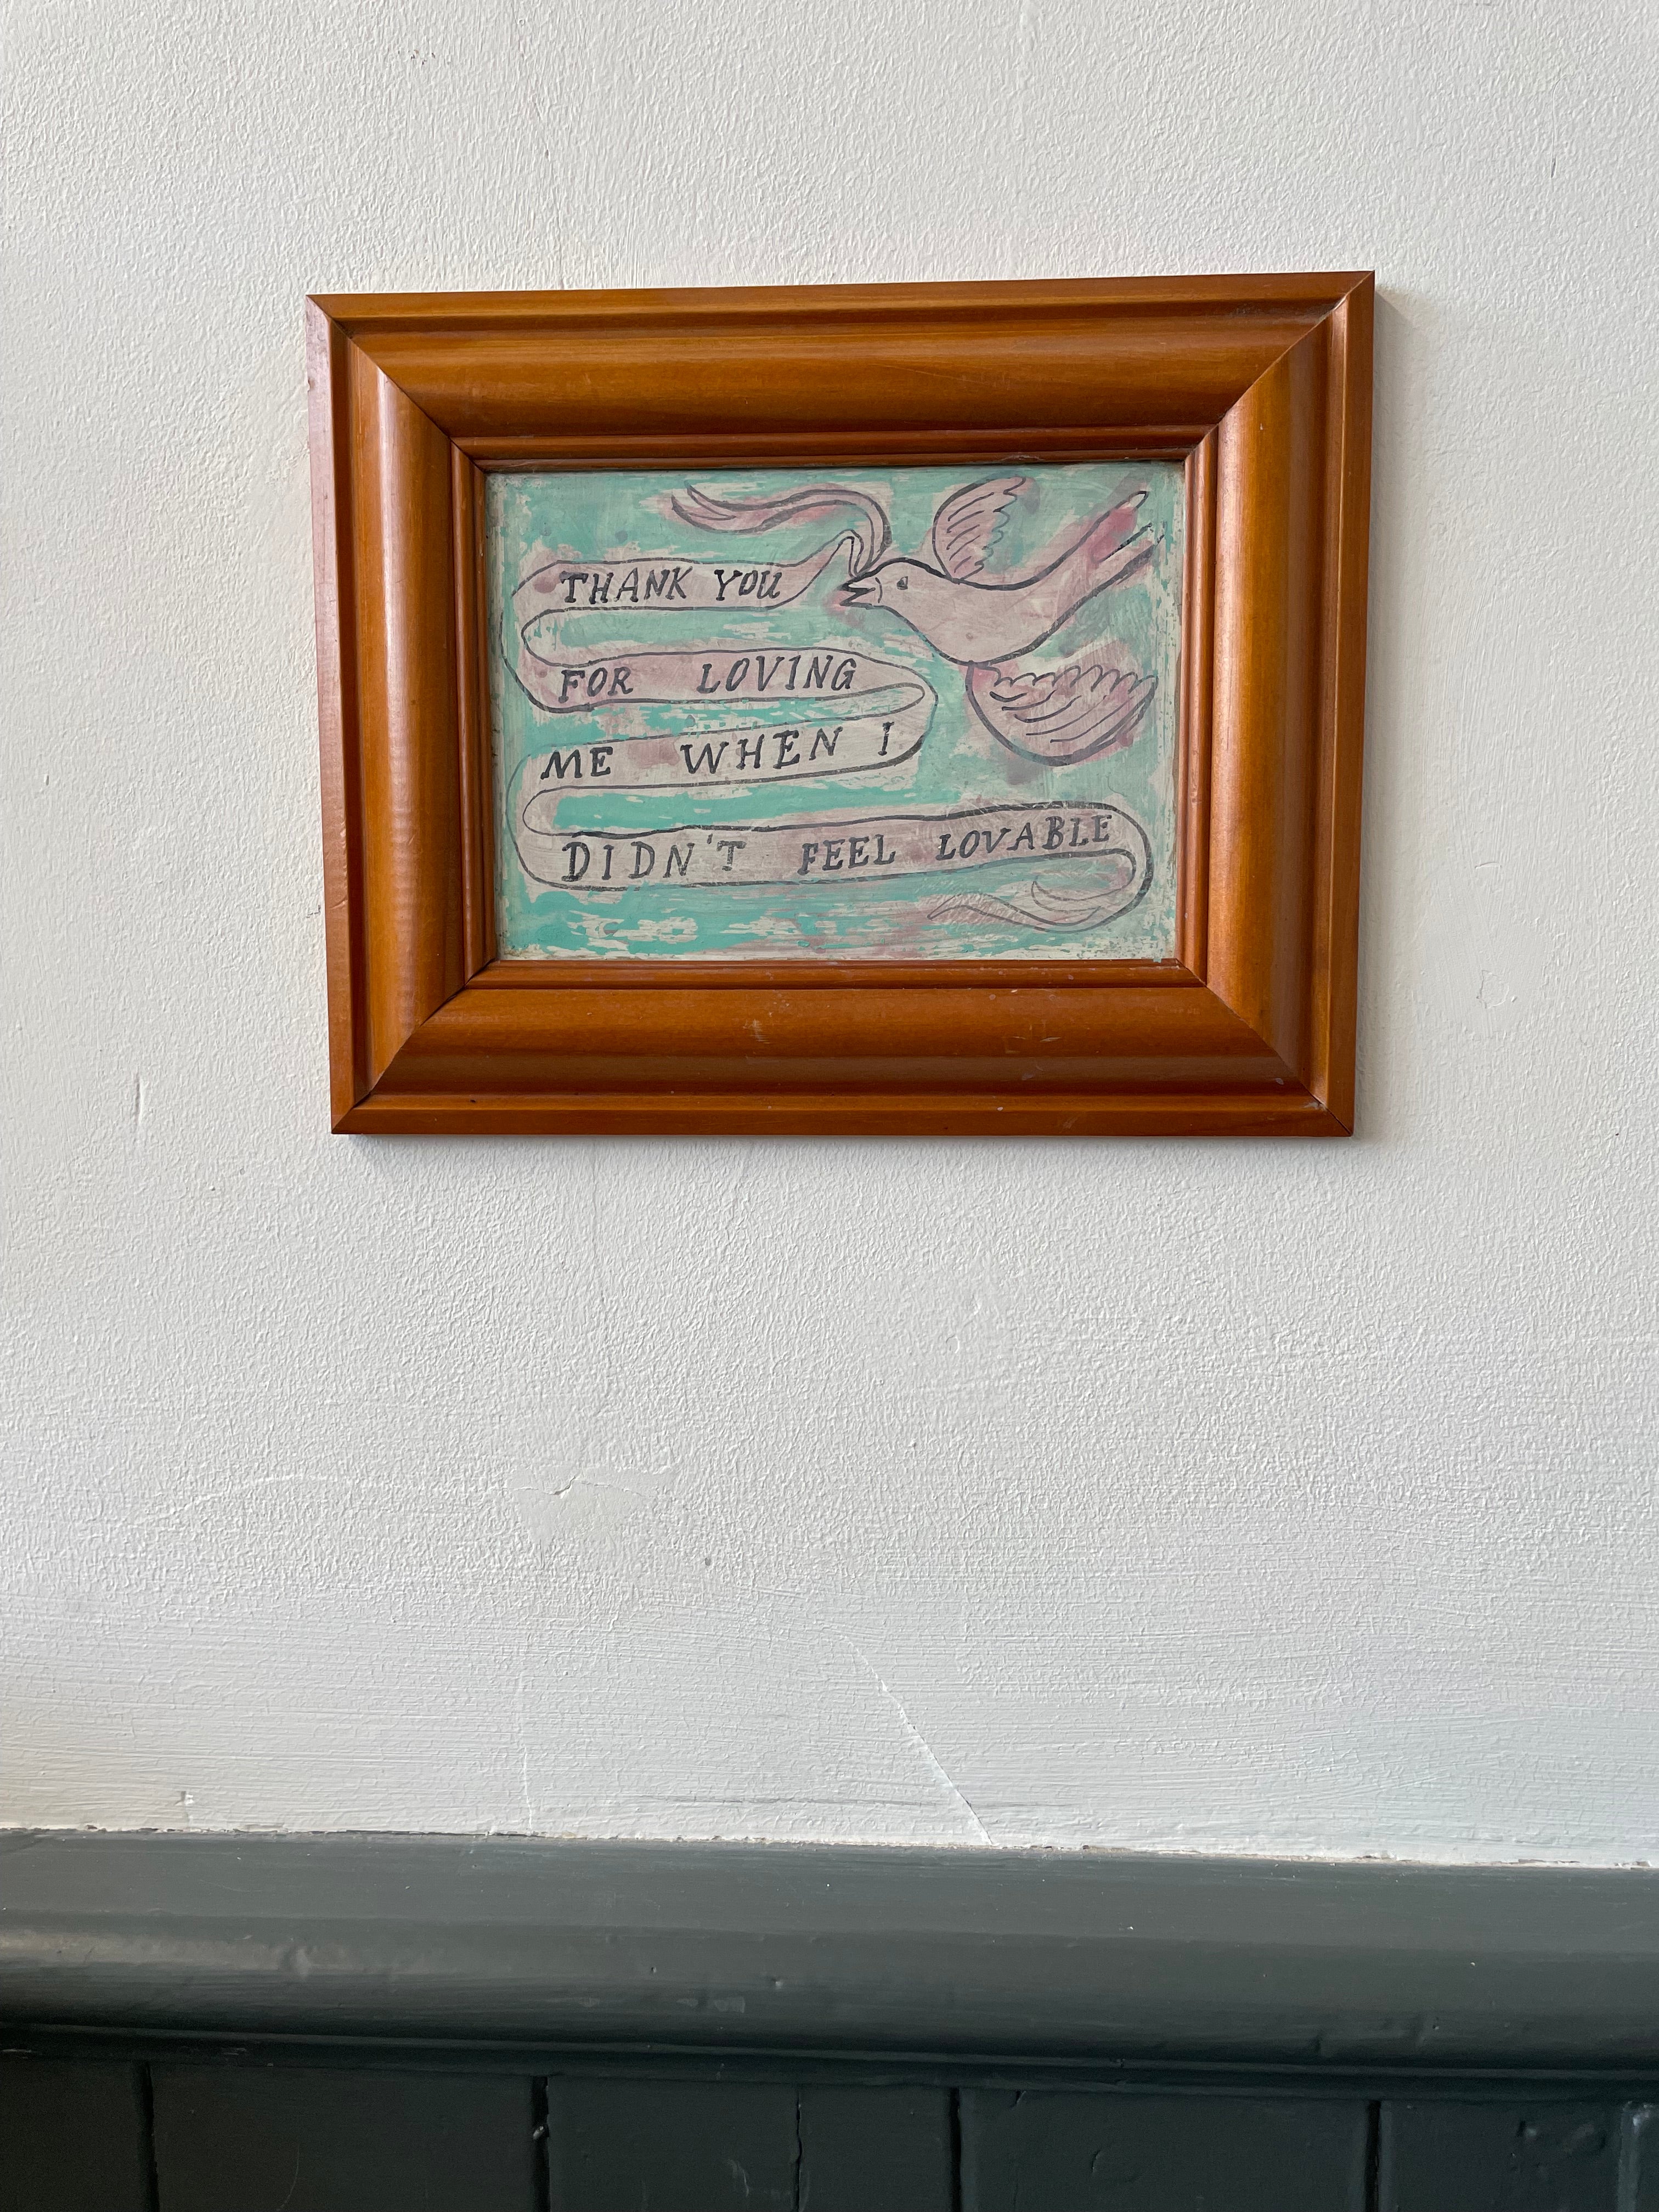 THANK YOU
FOR LOVING
ME WHEN I
DIDN'T FEEL LOVABLE